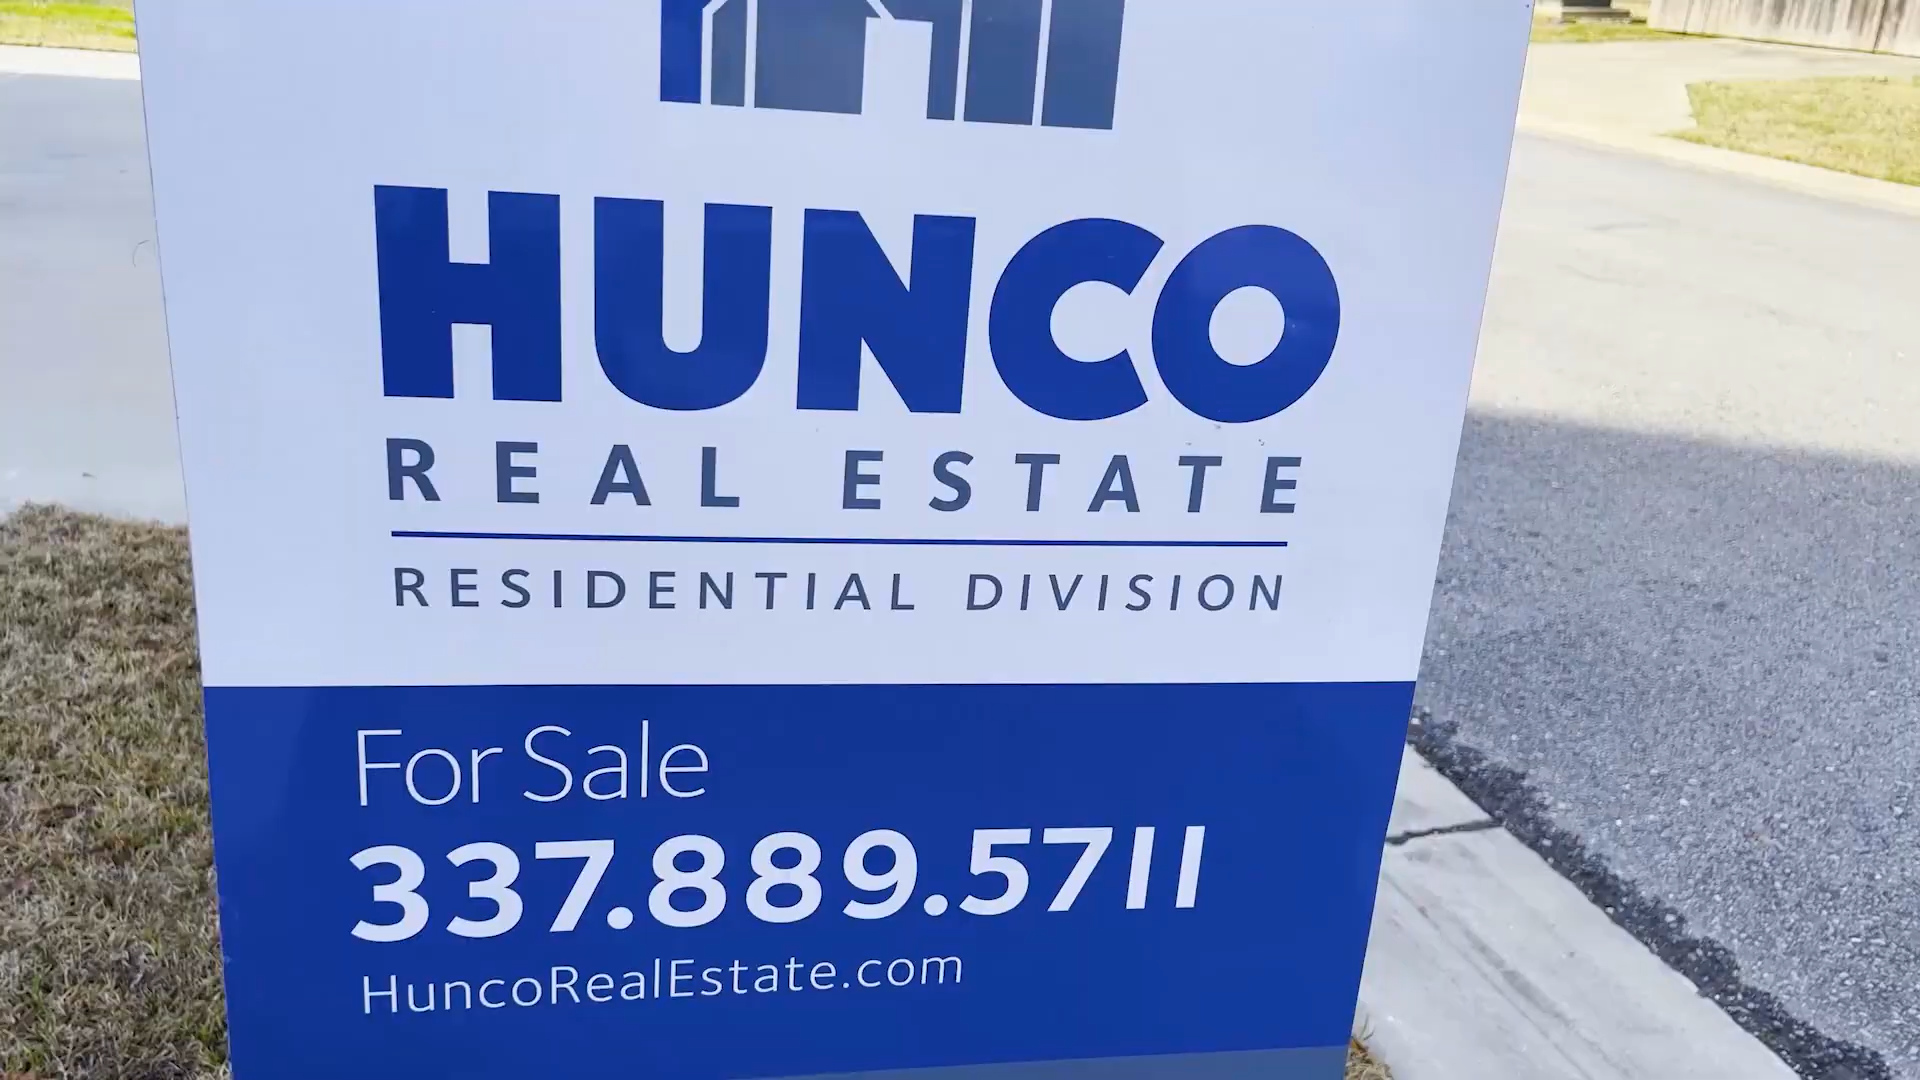 HUNCO
REAL ESTATE
RESIDENTIAL DIVISION
For Sale
337.889.5711
HuncoRealEstate.com